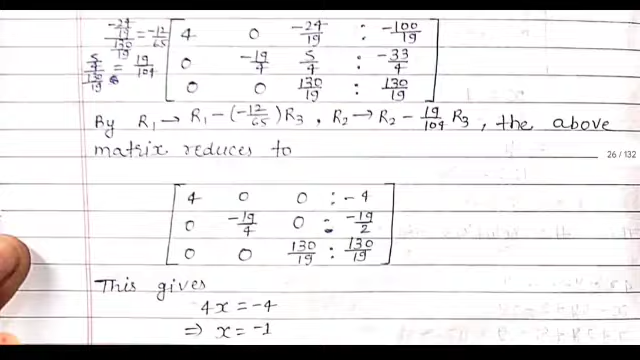 -24/19 / 130/19 = -12/65
5/4 / 130/19 = 19/104
[4 0 -24/19 : -100/19
0 -19/4 5/4 : -33/4
0 0 130/19 : 130/19]
By R₁ → R₁ - (-12/65)R₃, R₂ → R₂ - 19/104 R₃, the above
matrix reduces to
26 / 132
[4 0 0 : -4
0 -19/4 0 : -19/2
0 0 130/19 : 130/19]
This gives
4x = -4
⇒ x = -1